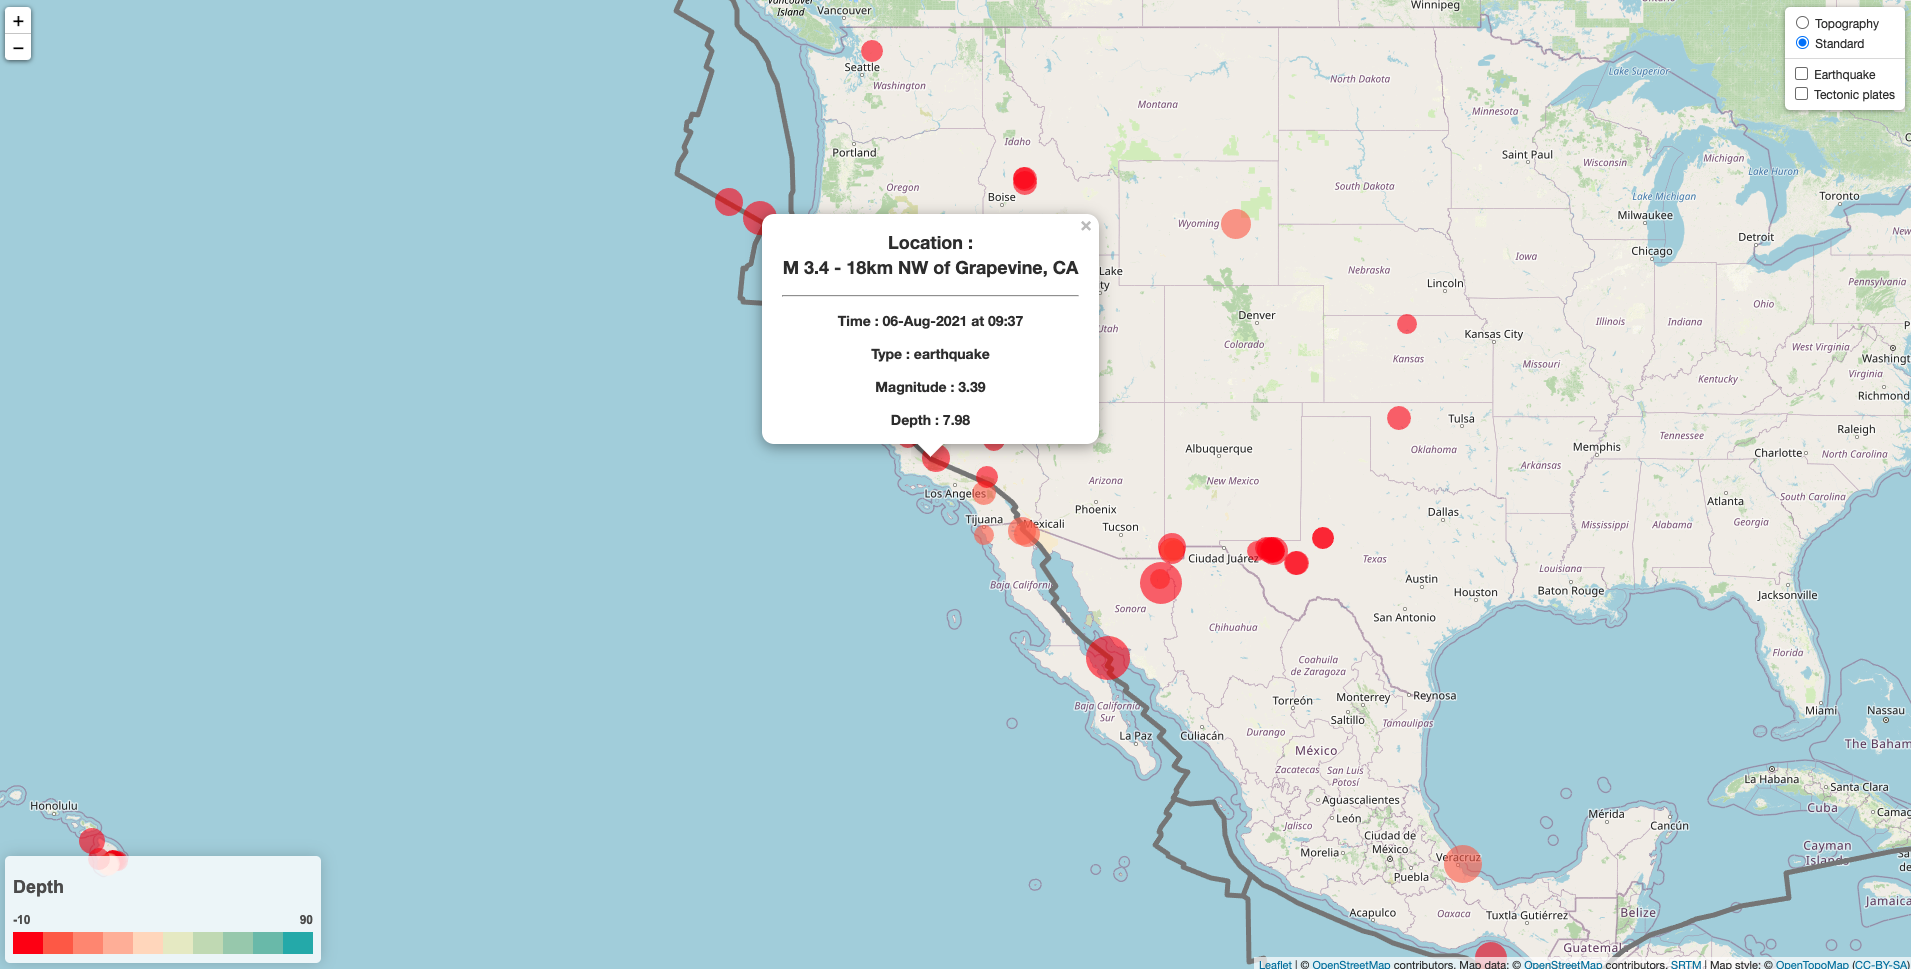 +
−
Topography
Standard
Earthquake
Tectonic plates
Vancouver
Island
Vancouver
Winnipeg
Seattle
Washington
North Dakota
Lake Superior
Montana
Minnesota
Portland
Idaho
Saint Paul
Wisconsin
Michigan
Lake Huron
Oregon
Boise
South Dakota
Lake Michigan
Toronto
Wyoming
Milwaukee
Detroit
Chicago
Lake
ty
Iowa
Nebraska
Lincoln
Pennsylvania
Ohio
Illinois
Indiana
Utah
Denver
Colorado
Kansas City
Kansas
Missouri
West Virginia
Washingt
Virginia
Kentucky
Richmond
×
Location :
M 3.4 - 18km NW of Grapevine, CA
Time : 06-Aug-2021 at 09:37
Type : earthquake
Magnitude : 3.39
Depth : 7.98
Tulsa
Raleigh
Albuquerque
Oklahoma
Memphis
Tennessee
Charlotte
North Carolina
Arkansas
Los Angeles
Arizona
New Mexico
South Carolina
Atlanta
Phoenix
Dallas
Tijuana
Mexicali
Tucson
Mississippi
Alabama
Georgia
Ciudad Juárez
Texas
Louisiana
Baja California
Austin
Houston
Baton Rouge
Jacksonville
Sonora
Chihuahua
San Antonio
Coahuila
de Zaragoza
Florida
Torreón
Monterrey
Reynosa
Baja California
Sur
Saltillo
Tamaulipas
Miami
Nassau
La Paz
Culiacán
Durango
México
The Baham
Zacatecas
San Luis
Potosí
La Habana
Santa Clara
Honolulu
Aguascalientes
Cuba
Camag
León
Jalisco
Mérida
Cancún
Ciudad de
México
Morelia
Veracruz
Cayman
Islands
Puebla
Sa
de
Jamaica
Acapulco
Oaxaca
Tuxtla Gutiérrez
Belize
Guatemala
Depth
-10
90
Leaflet | © OpenStreetMap contributors, Map data: © OpenStreetMap contributors, SRTM | Map style: © OpenTopoMap (CC-BY-SA)